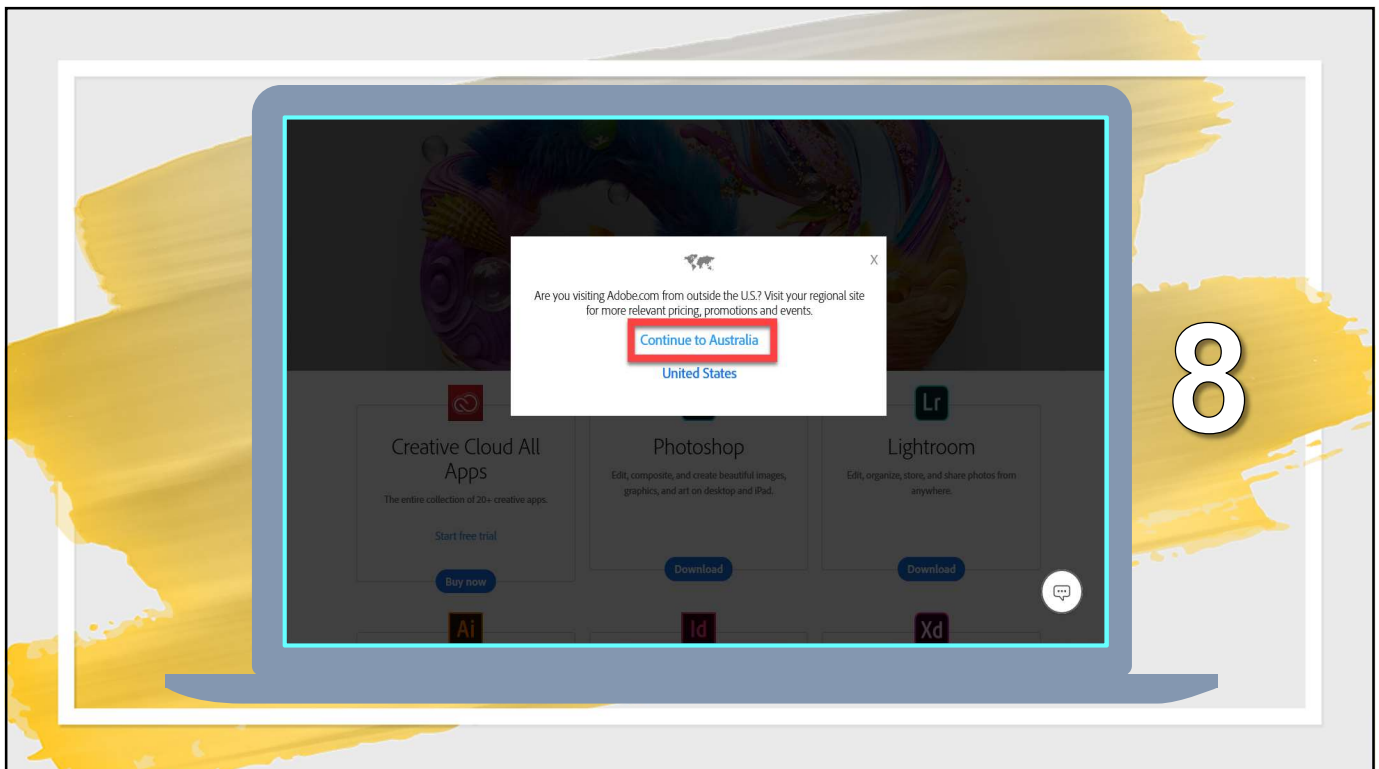 X
Are you visiting Adobe.com from outside the U.S.? Visit your regional site
for more relevant pricing, promotions and events.
Continue to Australia
United States
8
Lr
Creative Cloud All
Apps
The entire collection of 20+ creative apps.
Start free trial
Buy now
Photoshop
Edit, composite, and create beautiful images,
graphics, and art on desktop and iPad.
Download
Lightroom
Edit, organize, store, and share photos from
anywhere.
Download
Ai
Id
Xd